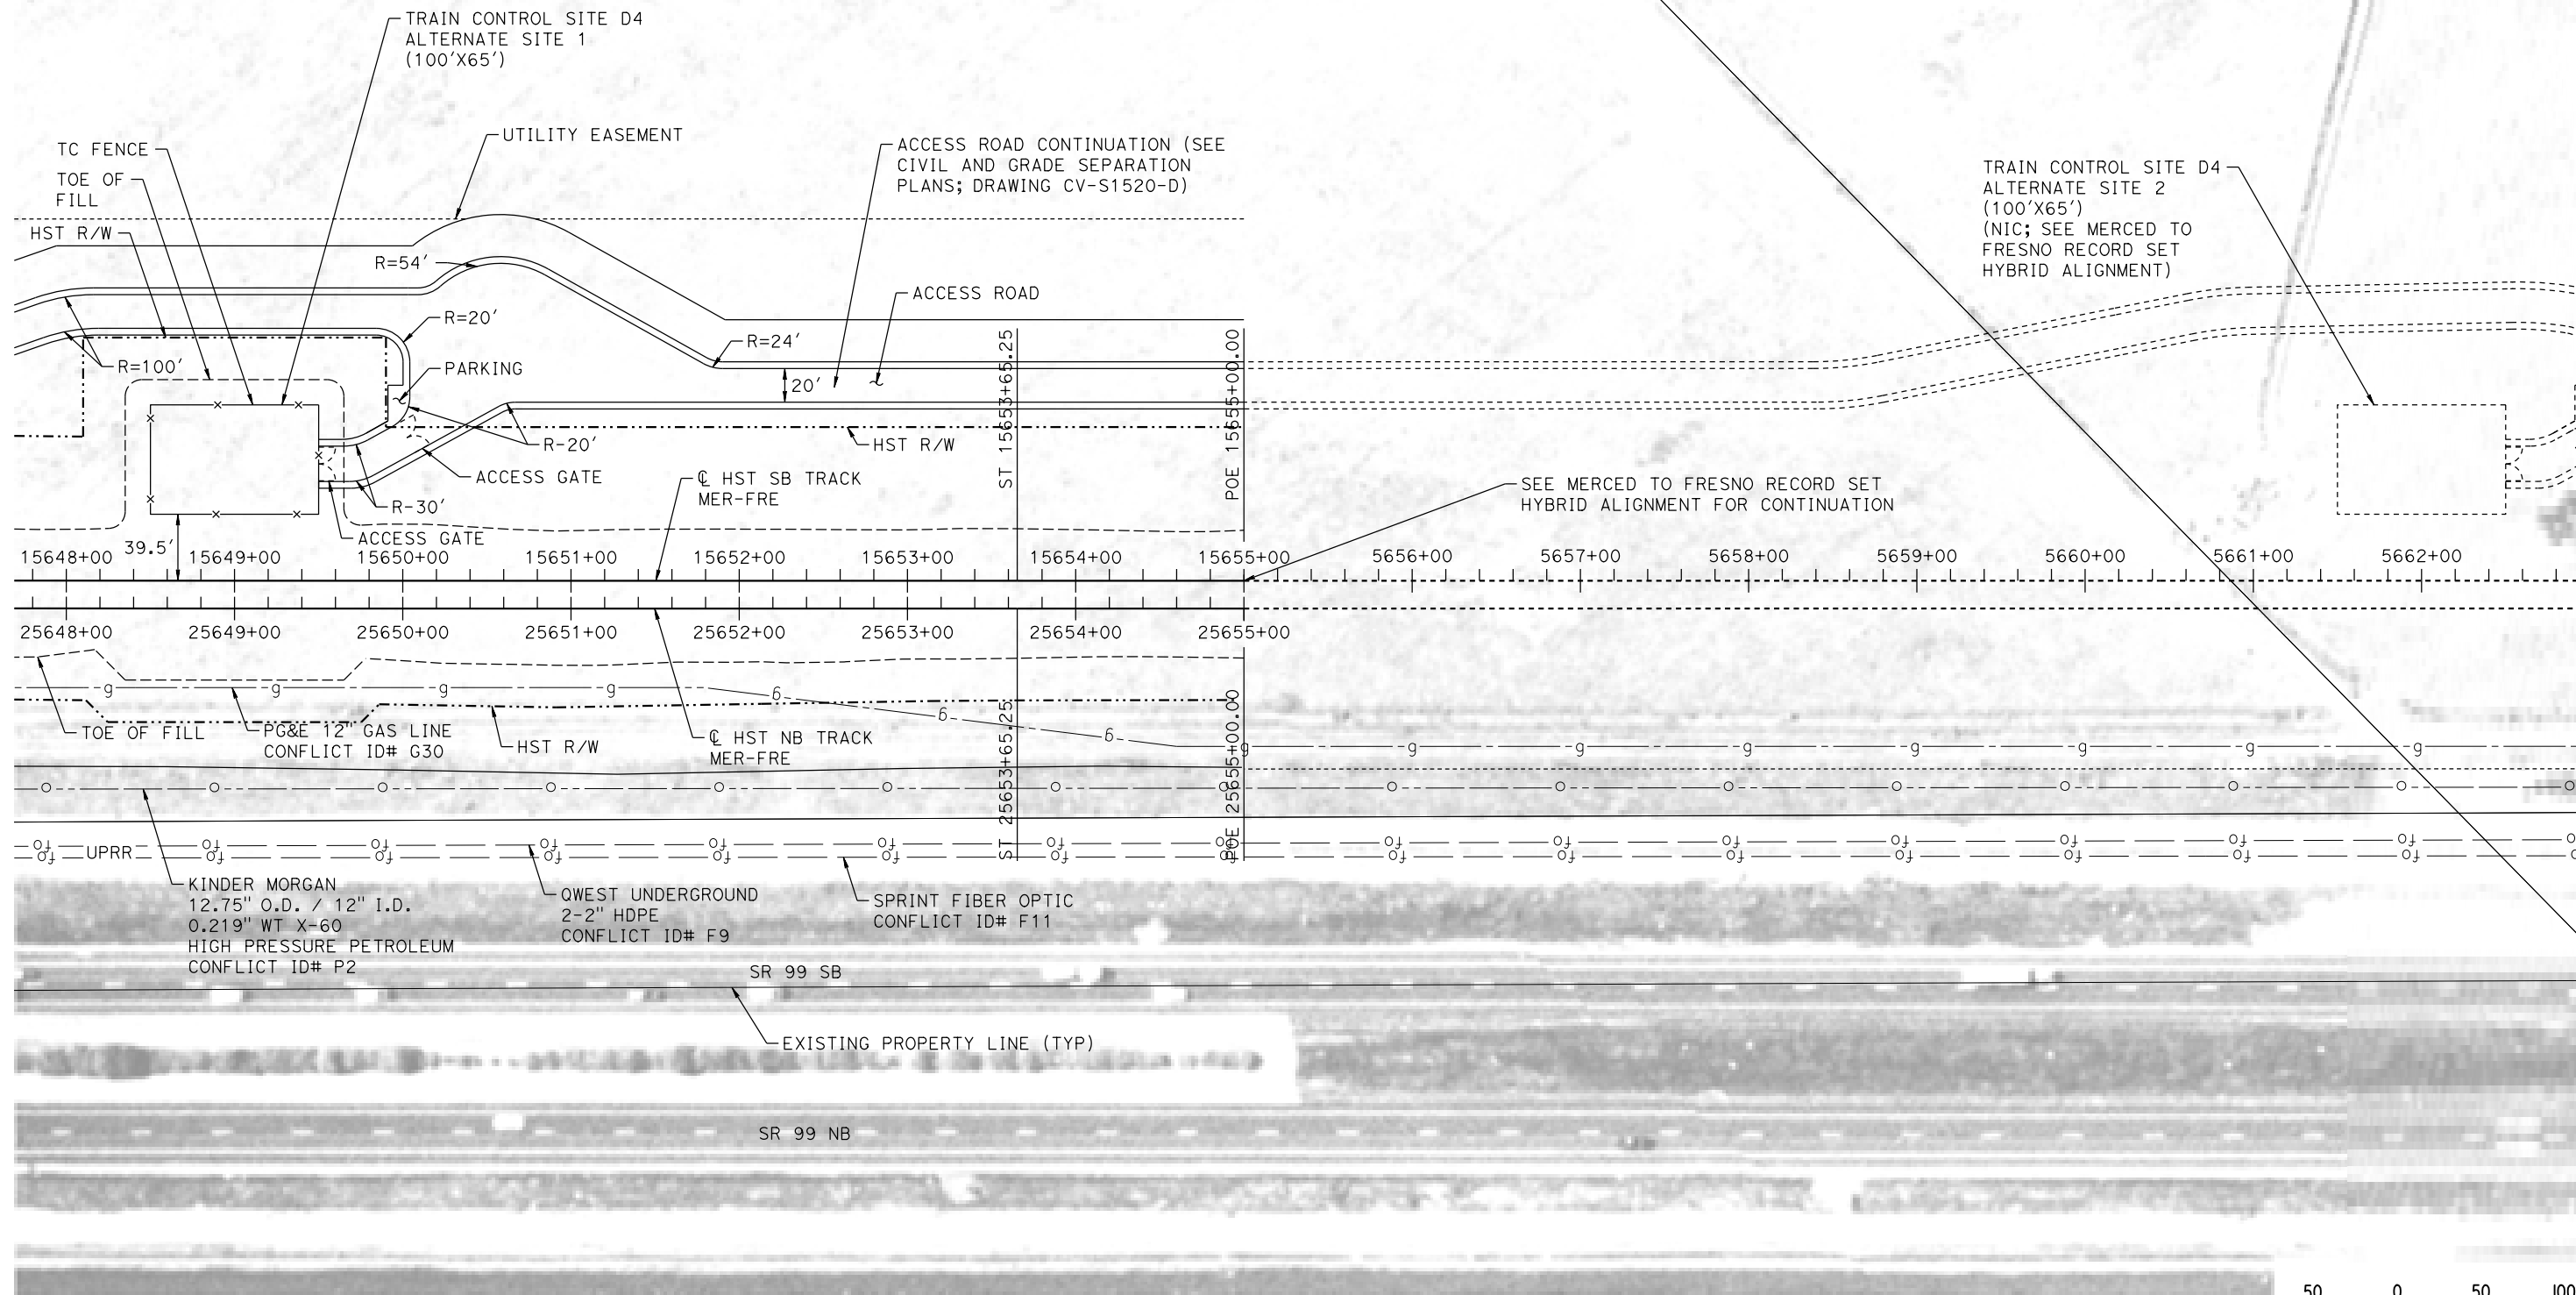 TRAIN CONTROL SITE D4
ALTERNATE SITE 1
(100'X65')
UTILITY EASEMENT
TC FENCE
TOE OF
FILL
HST R/W
ACCESS ROAD CONTINUATION (SEE
CIVIL AND GRADE SEPARATION
PLANS; DRAWING CV-S1520-D)
TRAIN CONTROL SITE D4
ALTERNATE SITE 2
(100'X65')
(NIC; SEE MERCED TO
FRESNO RECORD SET
HYBRID ALIGNMENT)
R=54'
ACCESS ROAD
R=20'
R=24'
R=100'
PARKING
20'
ST 15653+65.25
POE 15655+00.00
R-20'
HST R/W
ACCESS GATE
℄ HST SB TRACK
MER-FRE
SEE MERCED TO FRESNO RECORD SET
HYBRID ALIGNMENT FOR CONTINUATION
R-30'
ACCESS GATE
39.5'
15648+00 15649+00 15650+00 15651+00 15652+00 15653+00 15654+00 15655+00 5656+00 5657+00 5658+00 5659+00 5660+00 5661+00 5662+00
25648+00 25649+00 25650+00 25651+00 25652+00 25653+00 25654+00 25655+00
g g g g G G G g g g g g g g g
TOE OF FILL
PG&E 12" GAS LINE
CONFLICT ID# G30
HST R/W
℄ HST NB TRACK
MER-FRE
ST 25653+65.25
POE 25655+00.00
UPRR
KINDER MORGAN
12.75" O.D. / 12" I.D.
0.219" WT X-60
HIGH PRESSURE PETROLEUM
CONFLICT ID# P2
QWEST UNDERGROUND
2-2" HDPE
CONFLICT ID# F9
SPRINT FIBER OPTIC
CONFLICT ID# F11
SR 99 SB
EXISTING PROPERTY LINE (TYP)
SR 99 NB
50 0 50 100